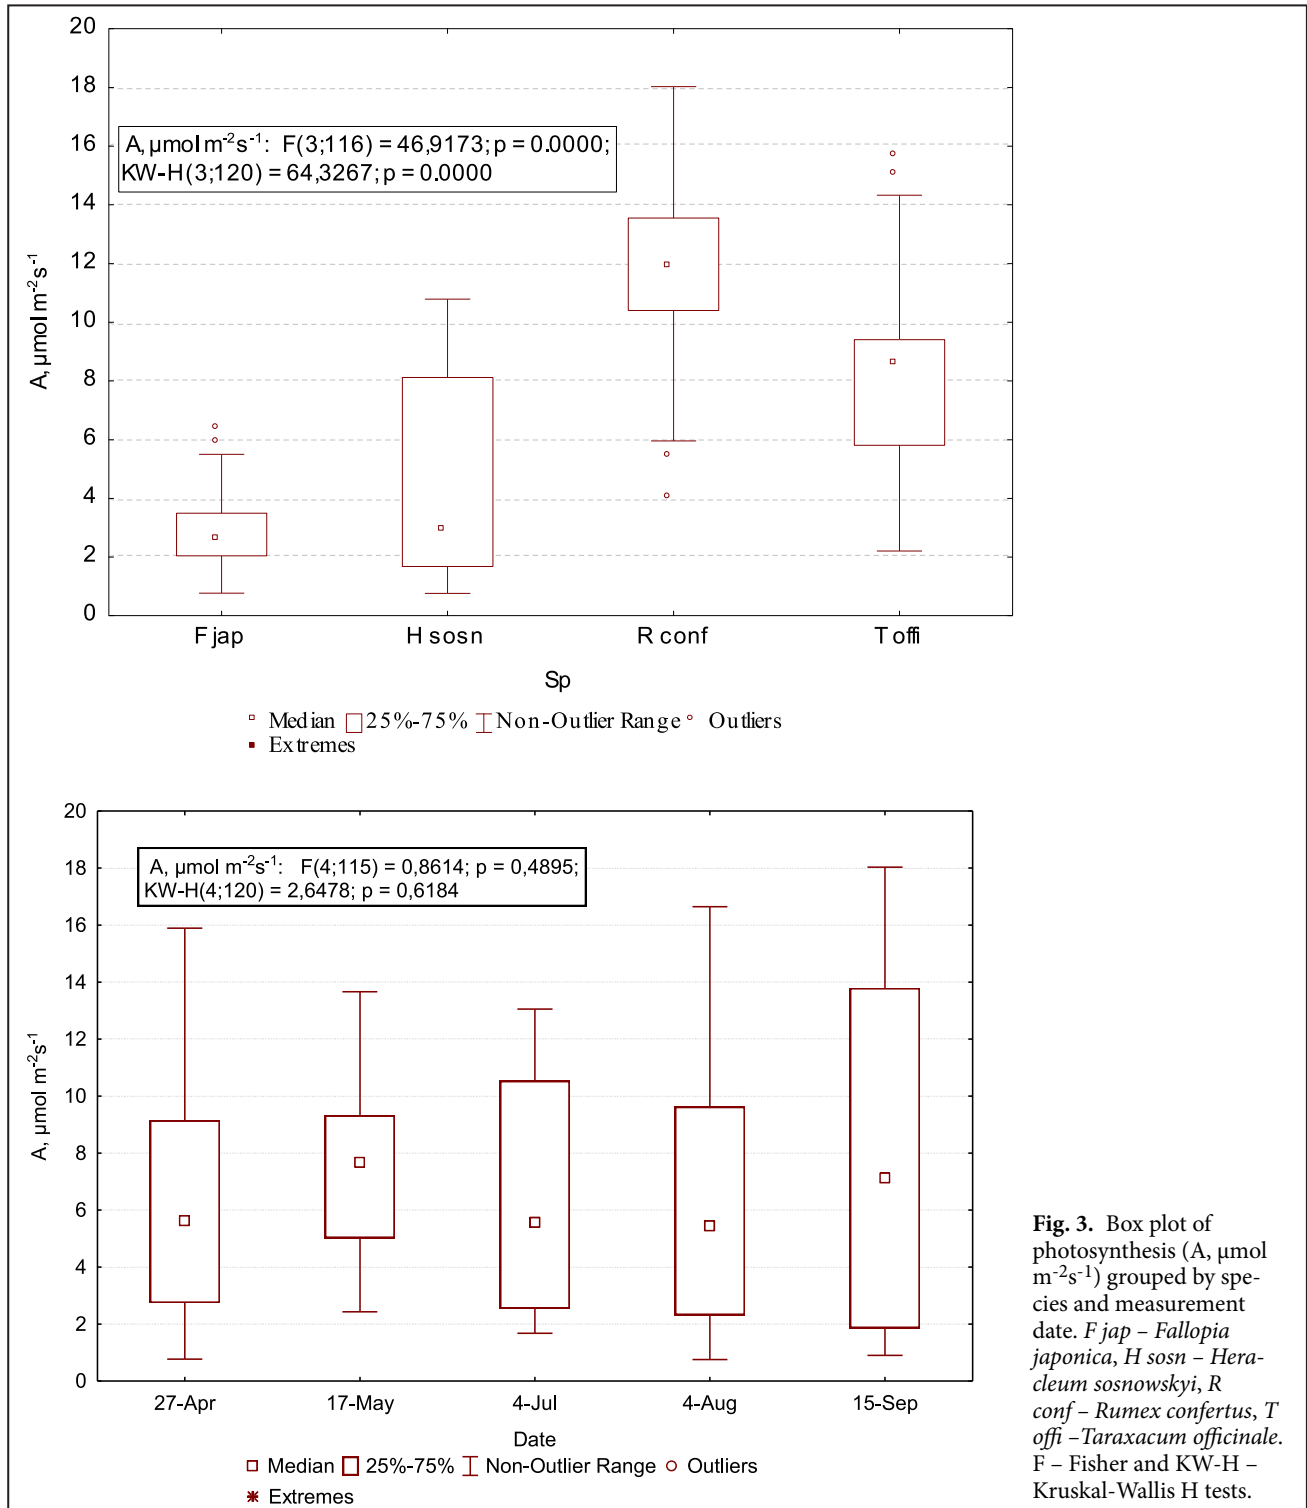 20
18
16
14
12
10
8
6
4
2
0
A, µmol m⁻²s⁻¹
A, µmol m⁻²s⁻¹: F(3;116) = 46,9173; p = 0.0000;
KW-H(3;120) = 64,3267; p = 0.0000
F jap H sosn R conf T offi
Sp
Median 25%-75% Non-Outlier Range Outliers
Extremes
20
18
16
14
12
10
8
6
4
2
0
A, µmol m⁻²s⁻¹
A, µmol m⁻²s⁻¹: F(4;115) = 0,8614; p = 0,4895;
KW-H(4;120) = 2,6478; p = 0,6184
27-Apr 17-May 4-Jul 4-Aug 15-Sep
Date
Median 25%-75% Non-Outlier Range Outliers
Extremes
Fig. 3. Box plot of
photosynthesis (A, µmol
m⁻²s⁻¹) grouped by spe-
cies and measurement
date. F jap – Fallopia
japonica, H sosn – Hera-
cleum sosnowskyi, R
conf – Rumex confertus, T
offi –Taraxacum officinale.
F – Fisher and KW-H –
Kruskal-Wallis H tests.